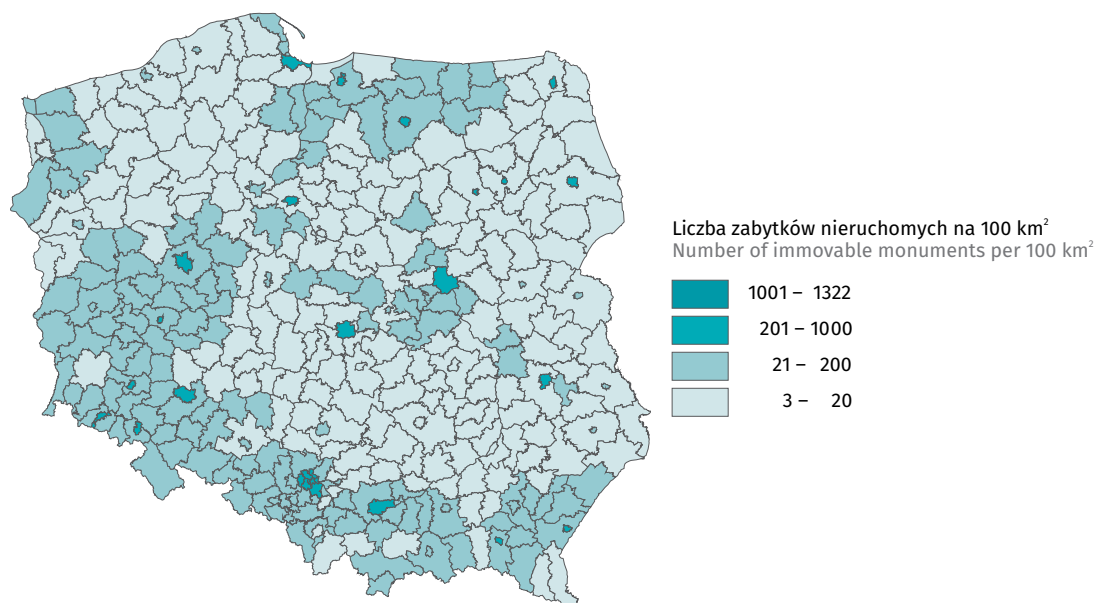 Liczba zabytków nieruchomych na 100 km²
Number of immovable monuments per 100 km²
1001 – 1322
201 – 1000
21 – 200
3 – 20